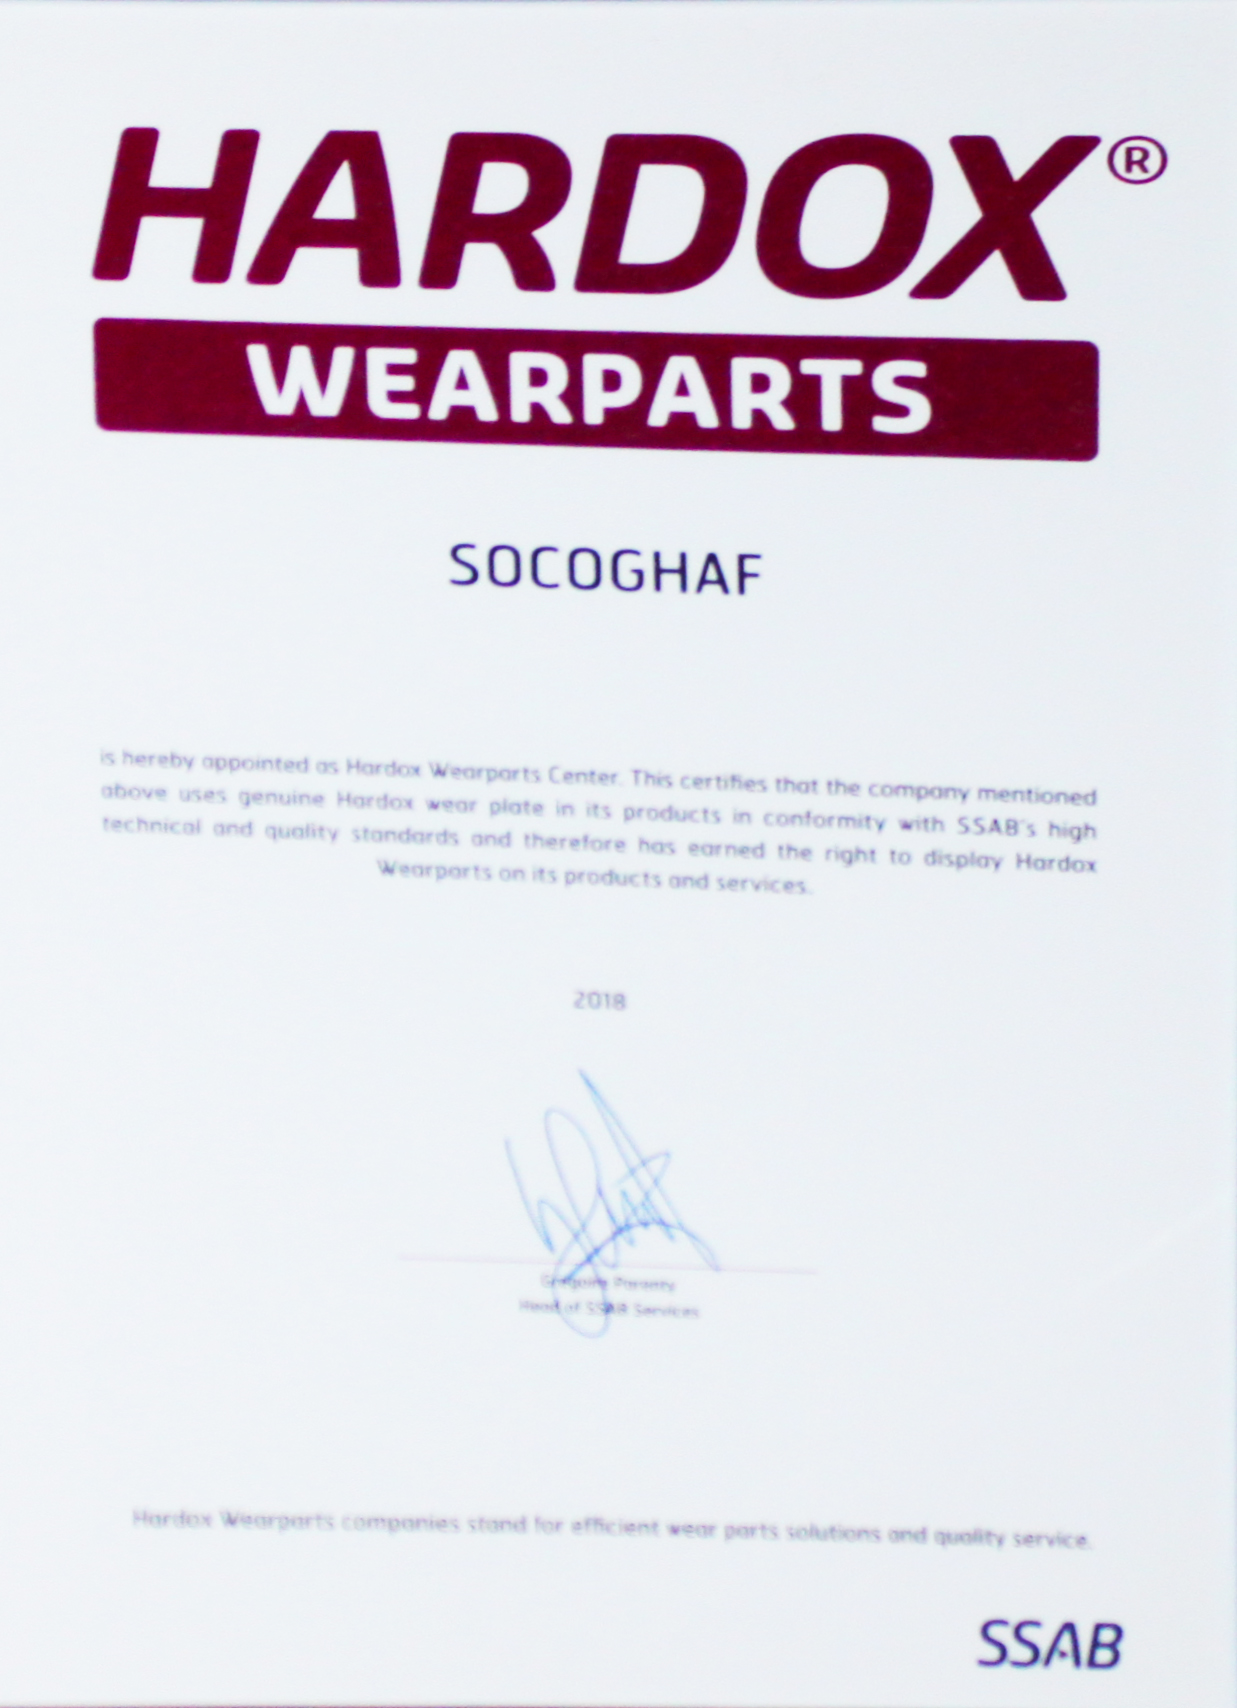 HARDOX®
WEARPARTS
SOCOGHAF
is hereby appointed as Hardox Wearparts Center. This certifies that the company mentioned
above uses genuine Hardox wear plate in its products in conformity with SSAB's high
technical and quality standards and therefore has earned the right to display Hardox
Wearparts on its products and services.
2018
Head of SSAB Services
Hardox Wearparts companies stand for efficient wear parts solutions and quality service.
SSAB